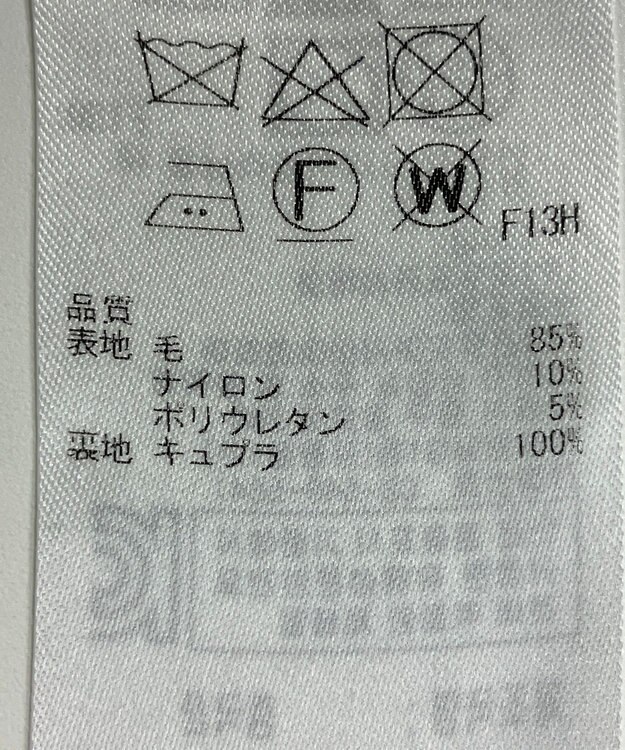 F W F13H
品質
表地 毛 85%
ナイロン 10%
ポリウレタン 5%
裏地 キュプラ 100%